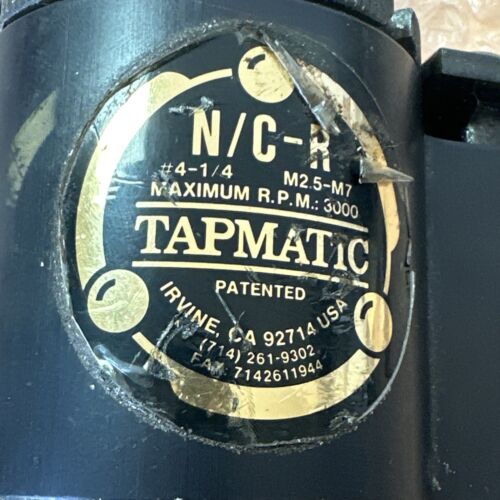 N/C-R
#4-1/4 M2.5-M7
MAXIMUM R.P.M.: 3000
TAPMATIC
PATENTED
IRVINE, CA 92714 USA
(714) 261-9302
FAX 7142611944